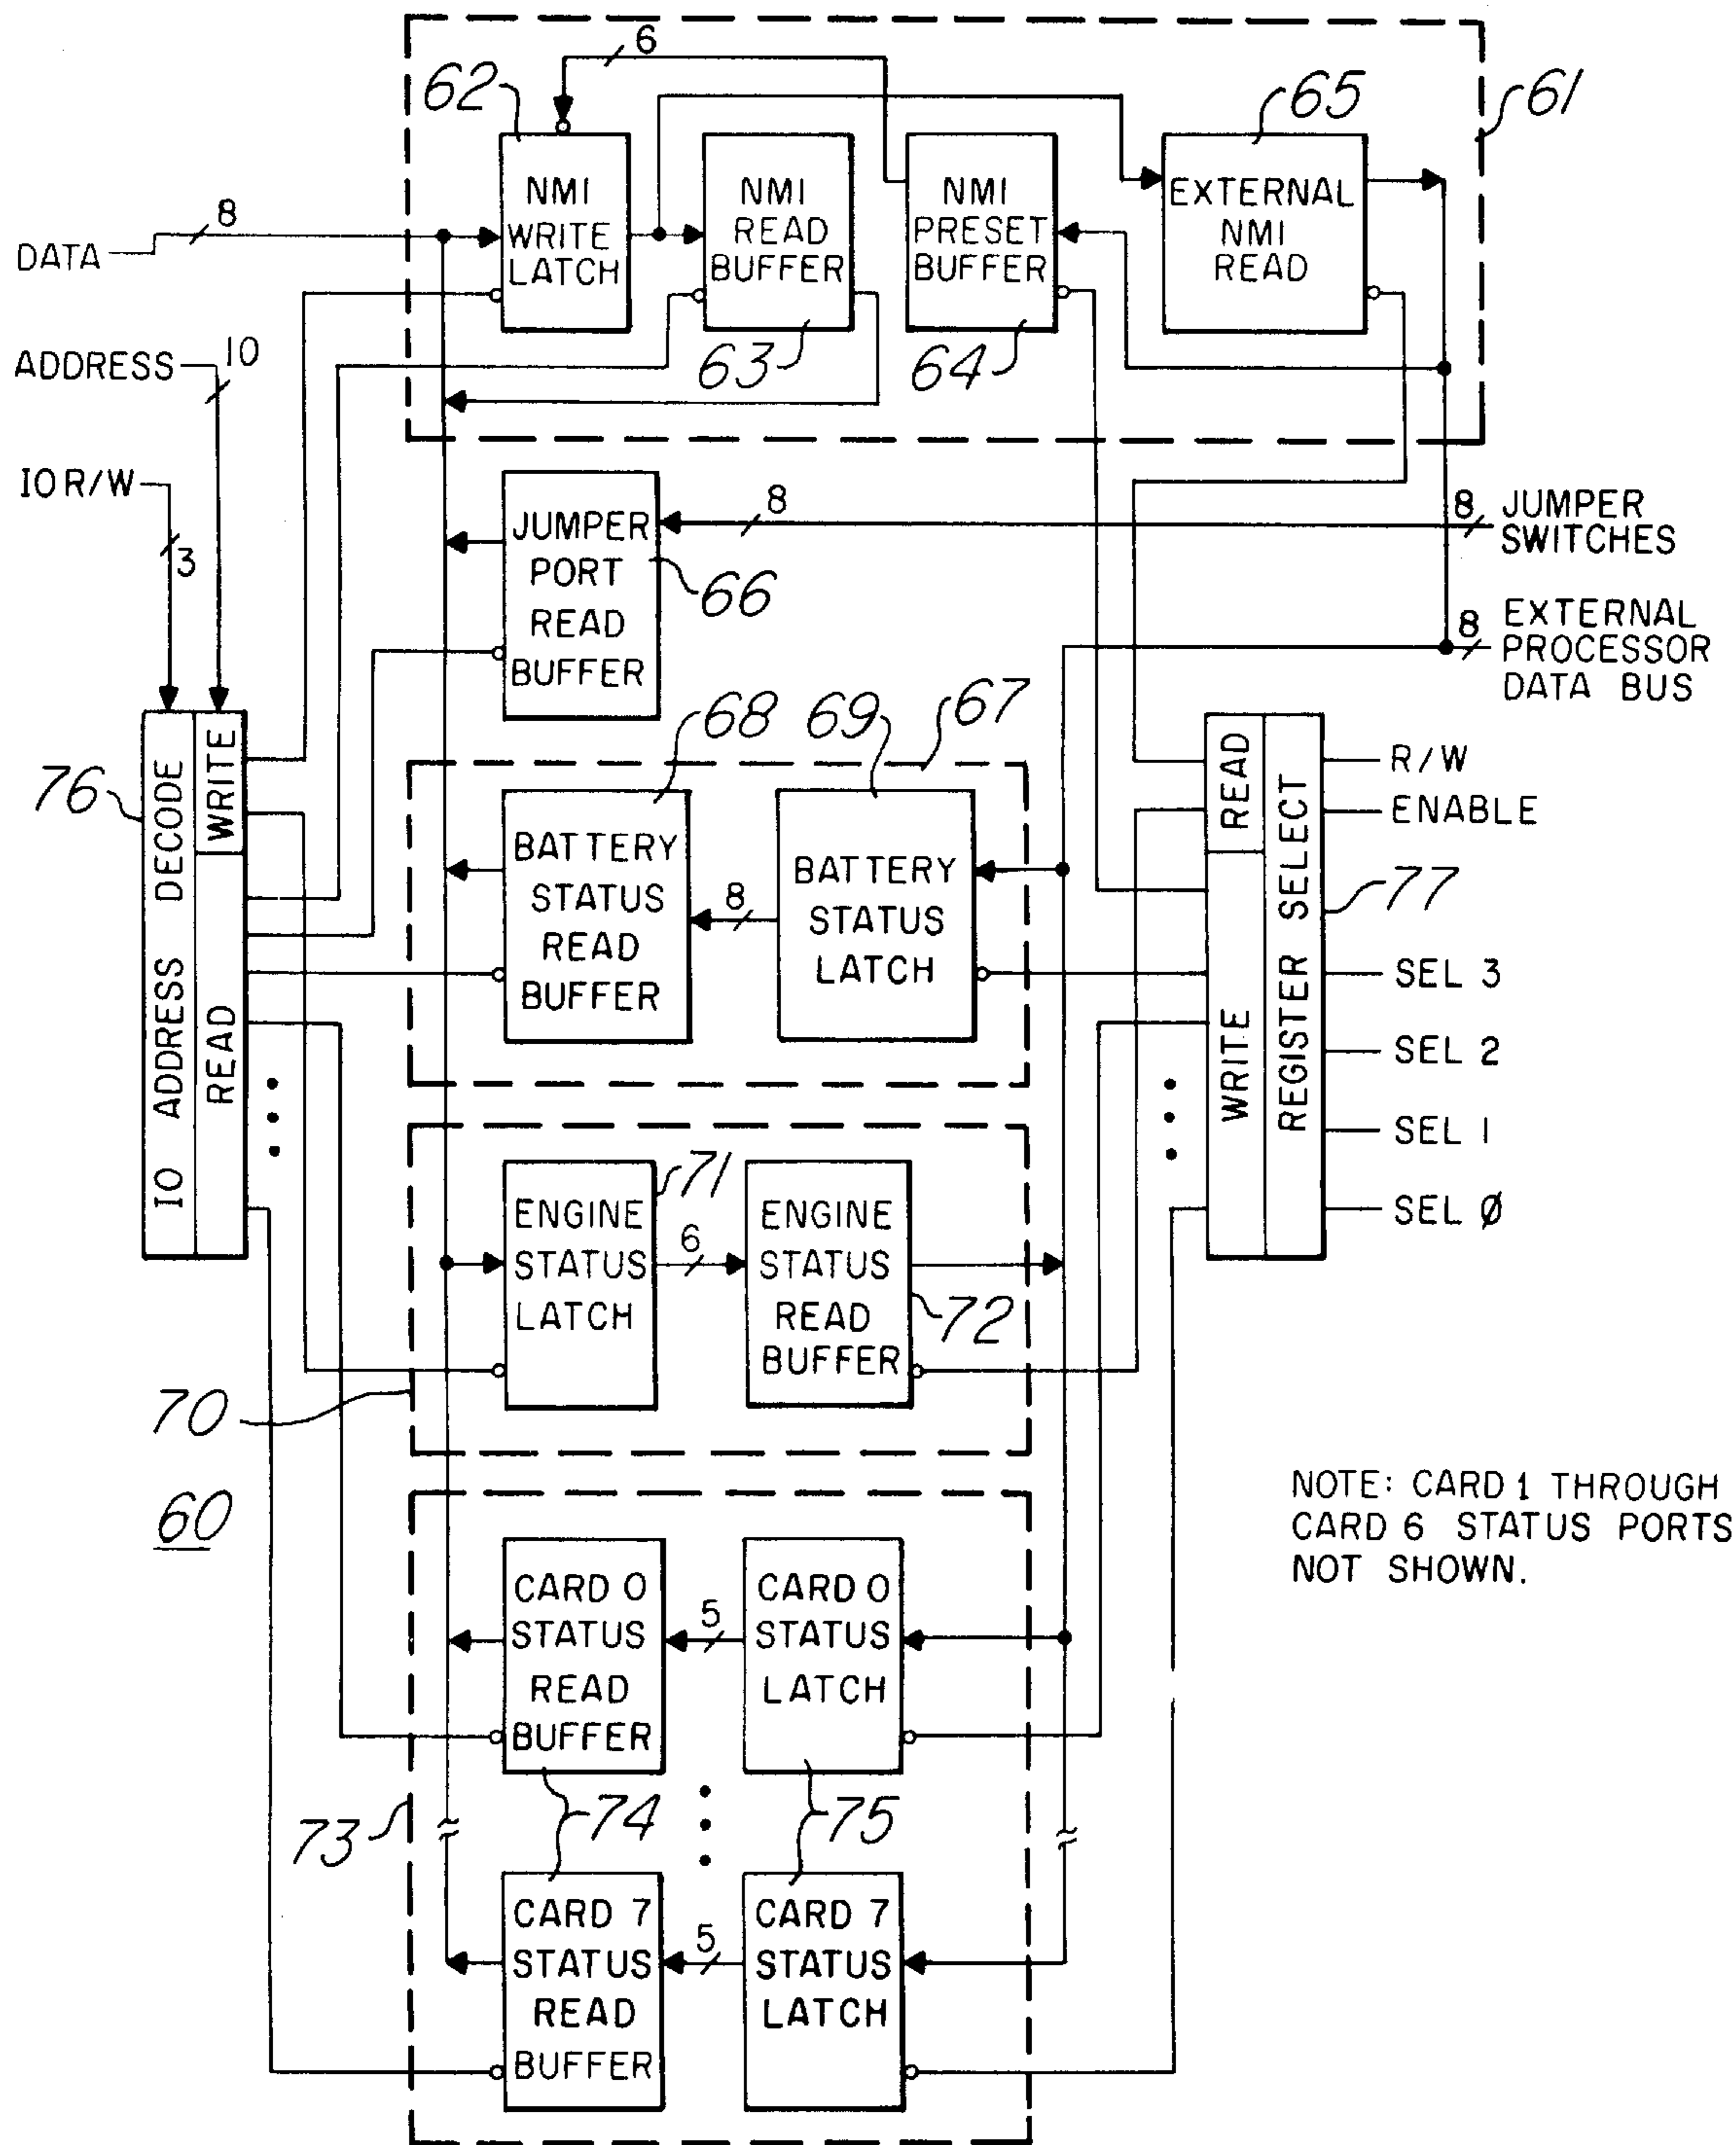 6
62
65
61
NMI
WRITE
LATCH
NMI
READ
BUFFER
NMI
PRESET
BUFFER
EXTERNAL
NMI
READ
8
DATA
63
64
ADDRESS
10
IO R/W
3
JUMPER
PORT
READ
BUFFER
66
8
8
JUMPER
SWITCHES
8
EXTERNAL
PROCESSOR
DATA BUS
76
IO ADDRESS DECODE
WRITE
READ
68
69
67
BATTERY
STATUS
READ
BUFFER
8
BATTERY
STATUS
LATCH
READ
WRITE
REGISTER SELECT
77
R/W
ENABLE
SEL 3
SEL 2
SEL 1
SEL Ø
ENGINE
STATUS
LATCH
71
6
ENGINE
STATUS
READ
BUFFER
72
70
60
NOTE: CARD 1 THROUGH
CARD 6 STATUS PORTS
NOT SHOWN.
CARD 0
STATUS
READ
BUFFER
5
CARD 0
STATUS
LATCH
73
74
75
CARD 7
STATUS
READ
BUFFER
5
CARD 7
STATUS
LATCH